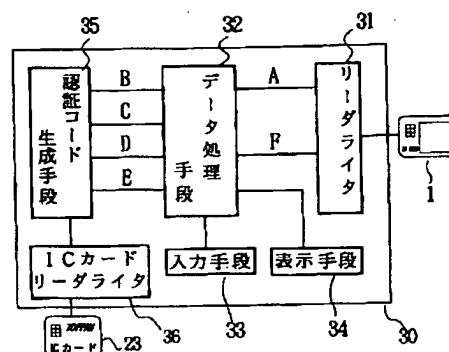 35
32
31
認証コード生成手段
B
C
D
E
データ処理手段
A
F
リーダライタ
1
ICカード
リーダライタ
入力手段
表示手段
36
33
34
30
ICカード
23